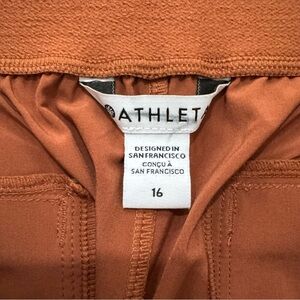 ATHLET
DESIGNED IN
SAN FRANCISCO
CONÇU À
SAN FRANCISCO
16